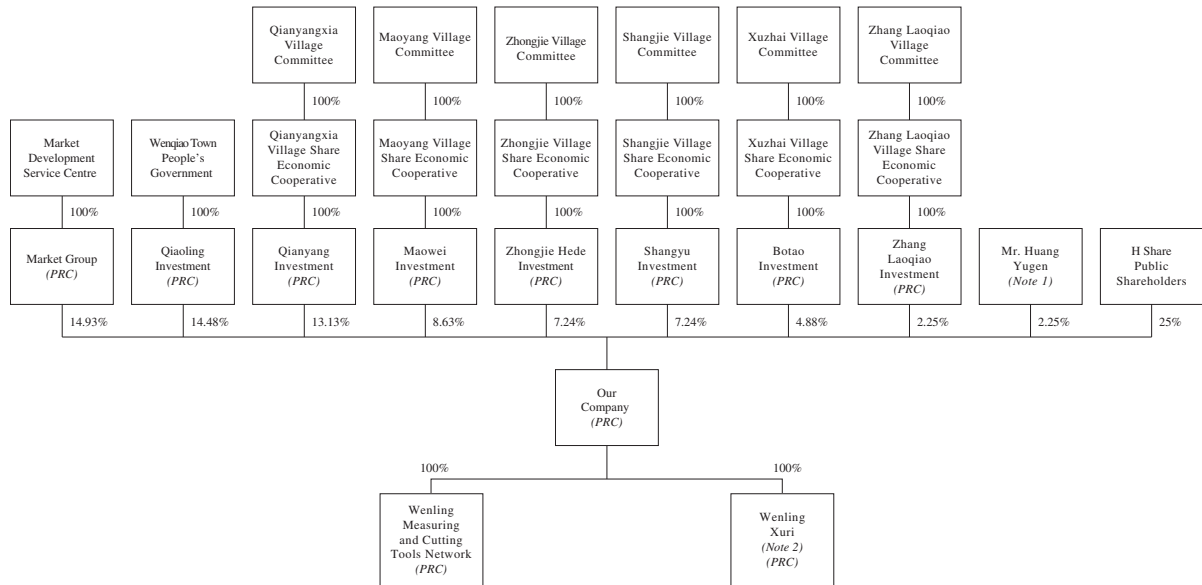 Qianyangxia
Village
Committee
Maoyang Village
Committee
Zhongjie Village
Committee
Shangjie Village
Committee
Xuzhai Village
Committee
Zhang Laoqiao
Village
Committee
100%
100%
100%
100%
100%
100%
Market
Development
Service Centre
Wenqiao Town
People's
Government
Qianyangxia
Village Share
Economic
Cooperative
Maoyang Village
Share Economic
Cooperative
Zhongjie Village
Share Economic
Cooperative
Shangjie Village
Share Economic
Cooperative
Xuzhai Village
Share Economic
Cooperative
Zhang Laoqiao
Village Share
Economic
Cooperative
100%
100%
100%
100%
100%
100%
100%
100%
Market Group
(PRC)
Qiaoling
Investment
(PRC)
Qianyang
Investment
(PRC)
Maowei
Investment
(PRC)
Zhongjie Hede
Investment
(PRC)
Shangyu
Investment
(PRC)
Botao
Investment
(PRC)
Zhang
Laoqiao
Investment
(PRC)
Mr. Huang
Yugen
(Note 1)
H Share
Public
Shareholders
14.93%
14.48%
13.13%
8.63%
7.24%
7.24%
4.88%
2.25%
2.25%
25%
Our
Company
(PRC)
100%
100%
Wenling
Measuring
and Cutting
Tools Network
(PRC)
Wenling
Xuri
(Note 2)
(PRC)